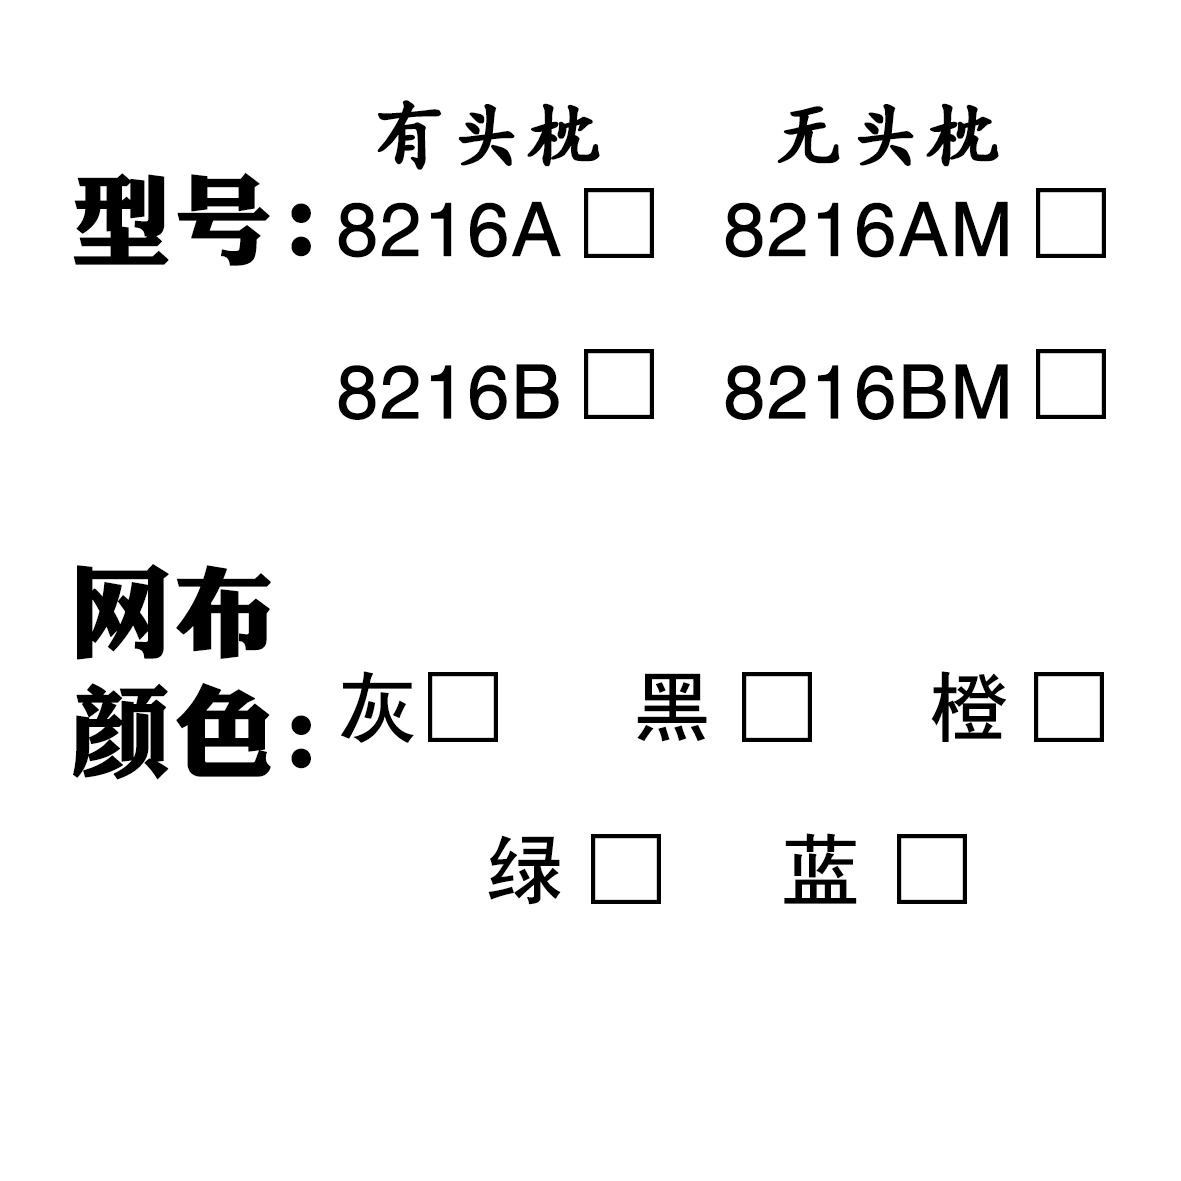 有头枕 无头枕
型号：8216A □ 8216AM □
8216B □ 8216BM □
网布
颜色：灰 □ 黑 □ 橙 □
绿 □ 蓝 □